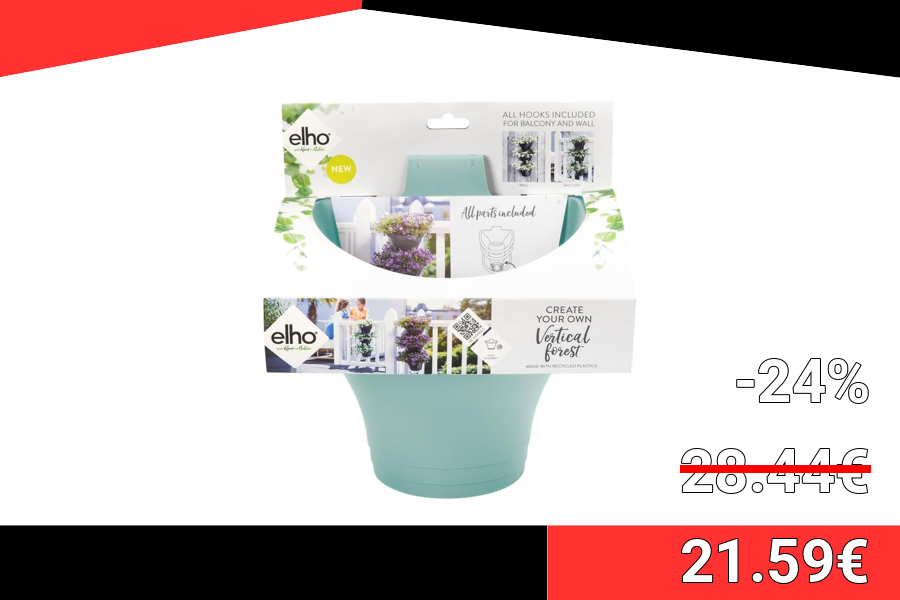 ALL HOOKS INCLUDED
FOR BALCONY AND WALL
elho
NEW
WALL
All parts included
elho
CREATE
YOUR OWN
Vertical
forest
MADE WITH RECYCLED PLASTICS
-24%
28.44€
21.59€